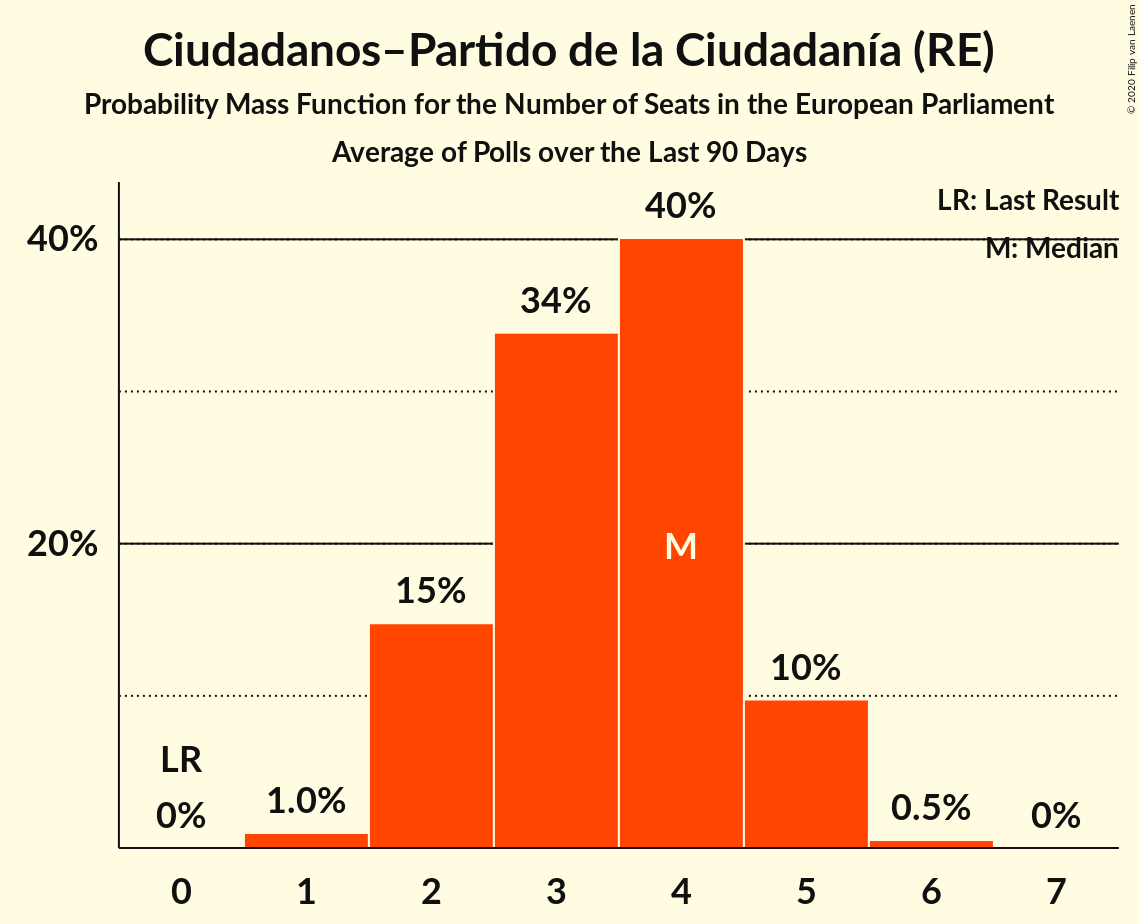 Ciudadanos–Partido de la Ciudadanía (RE)
Probability Mass Function for the Number of Seats in the European Parliament
Average of Polls over the Last 90 Days
© 2020 Filip van Laenen
LR: Last Result
M: Median
40%
20%
LR
0%
1.0%
15%
34%
40%
M
10%
0.5%
0%
0 1 2 3 4 5 6 7